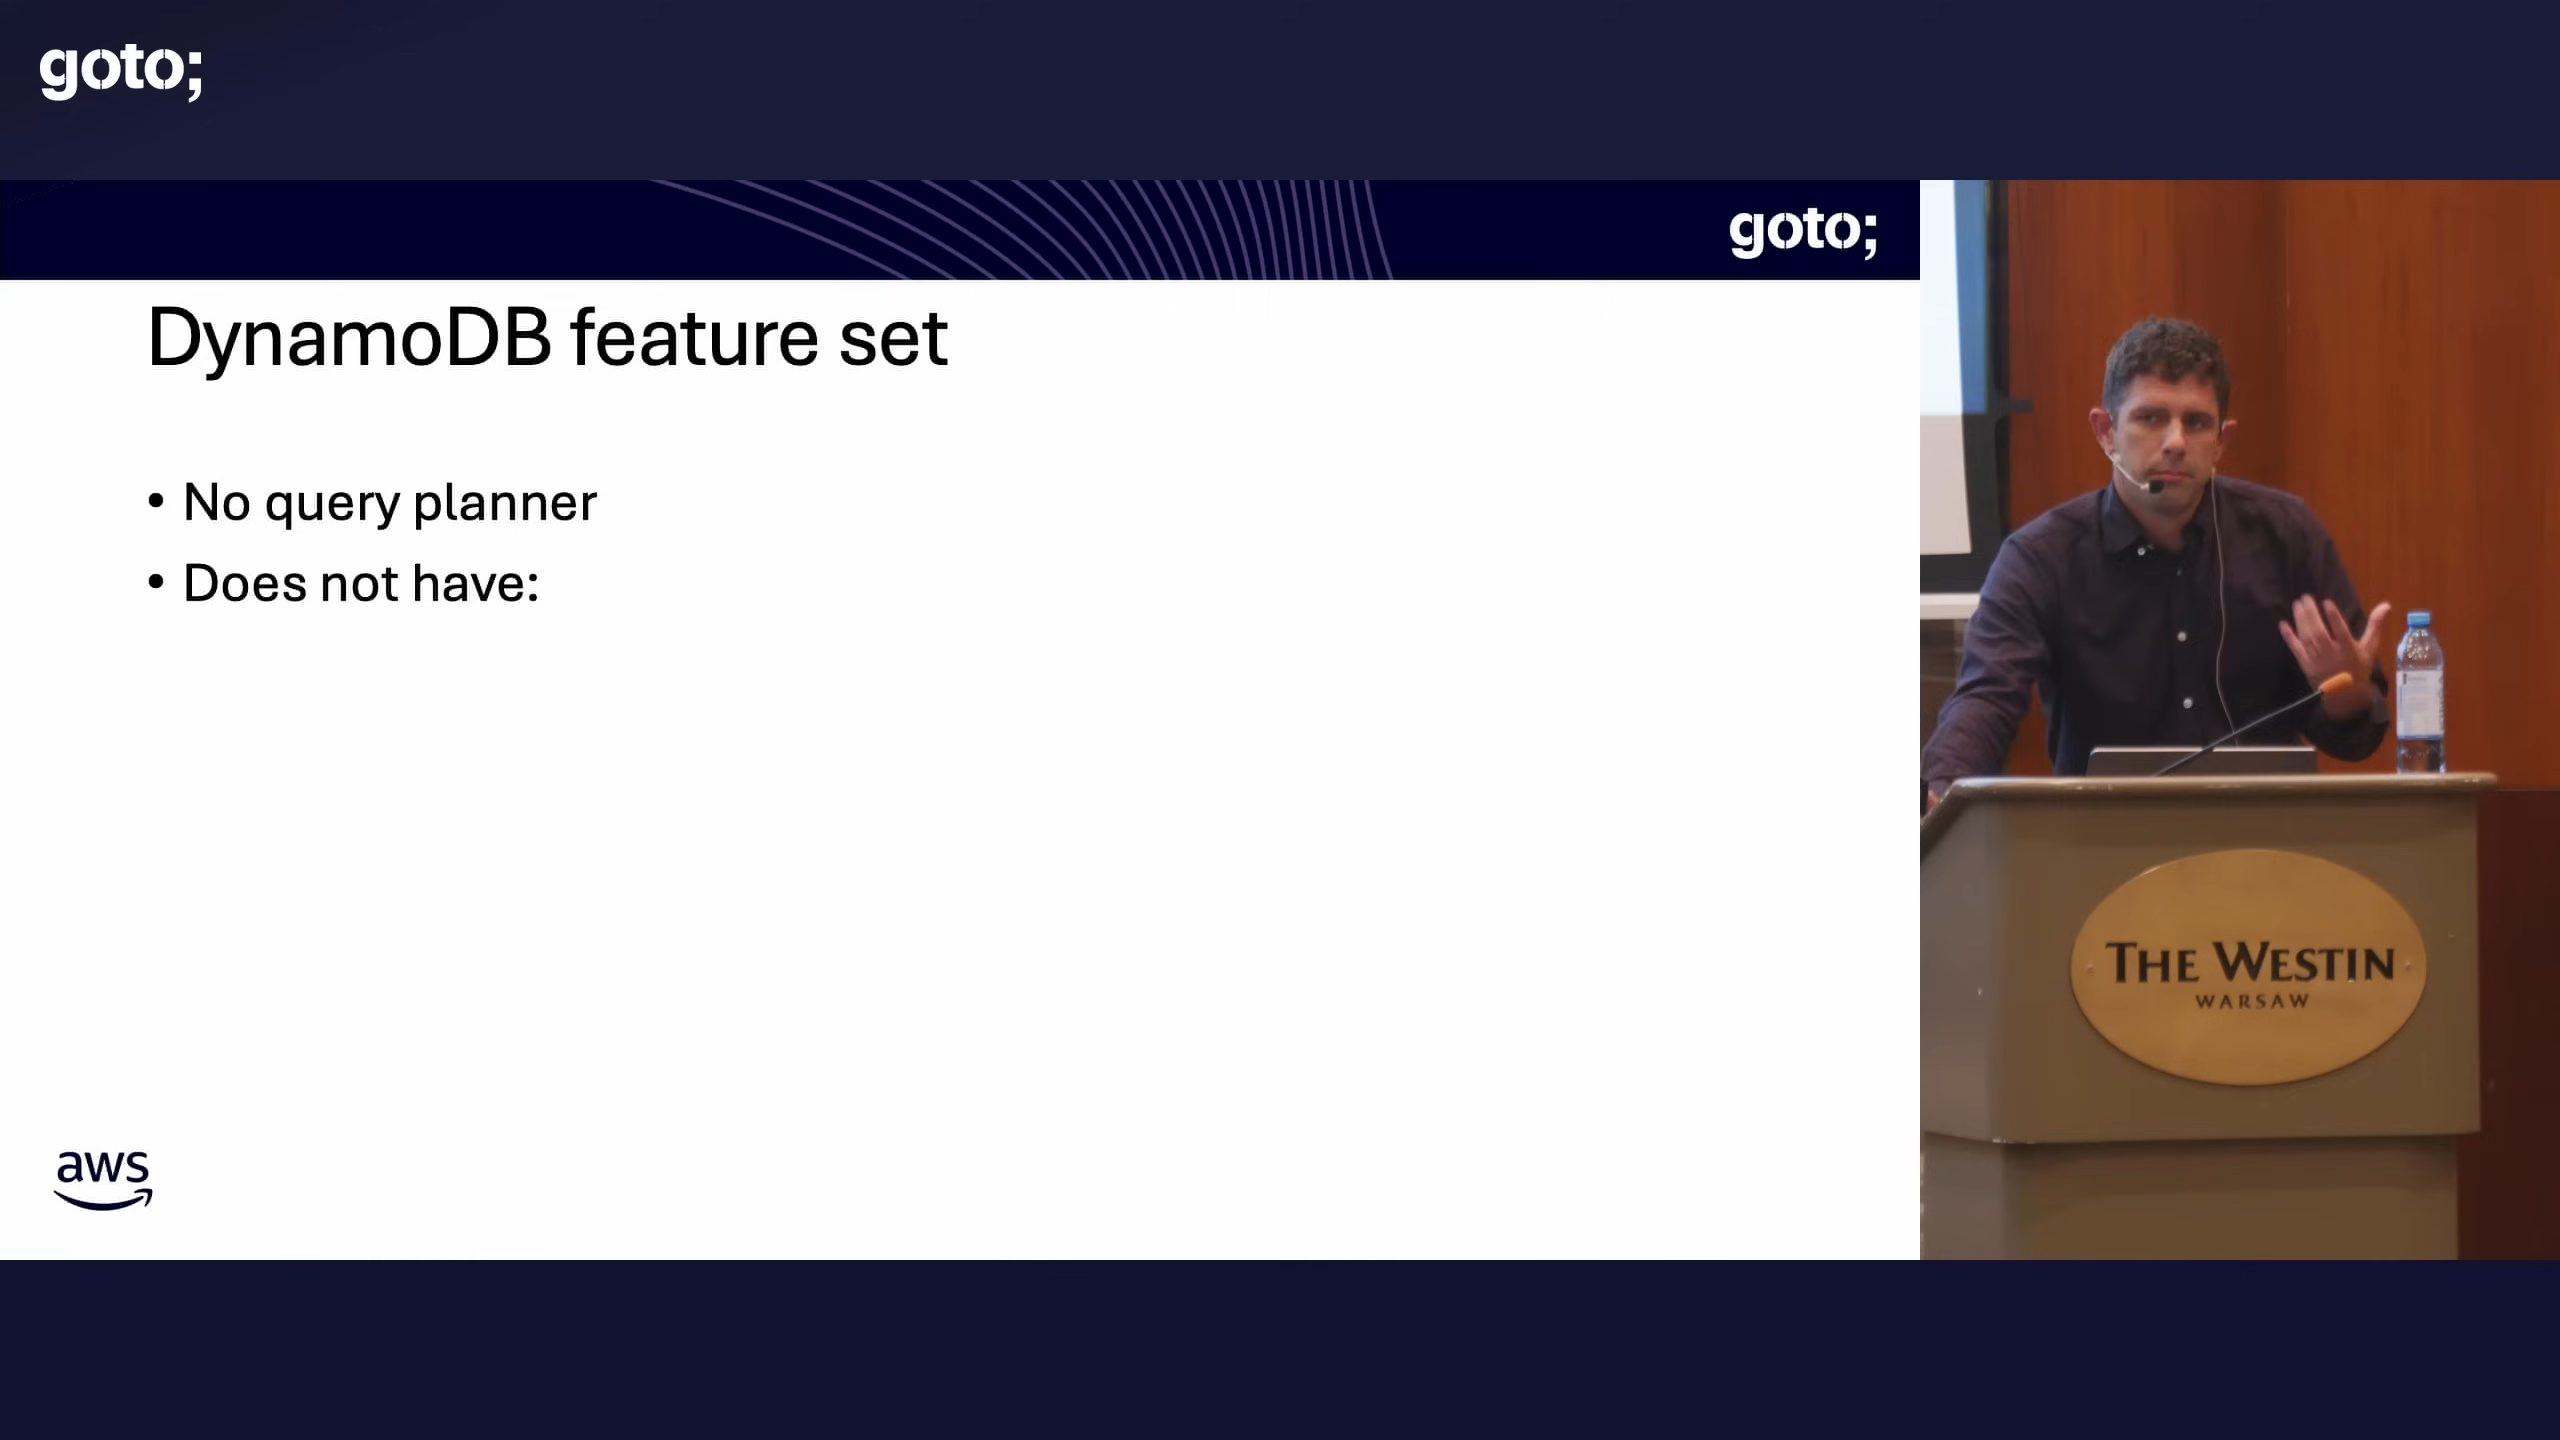 goto;
goto;
DynamoDB feature set
• No query planner
• Does not have:
aws
THE WESTIN
WARSAW